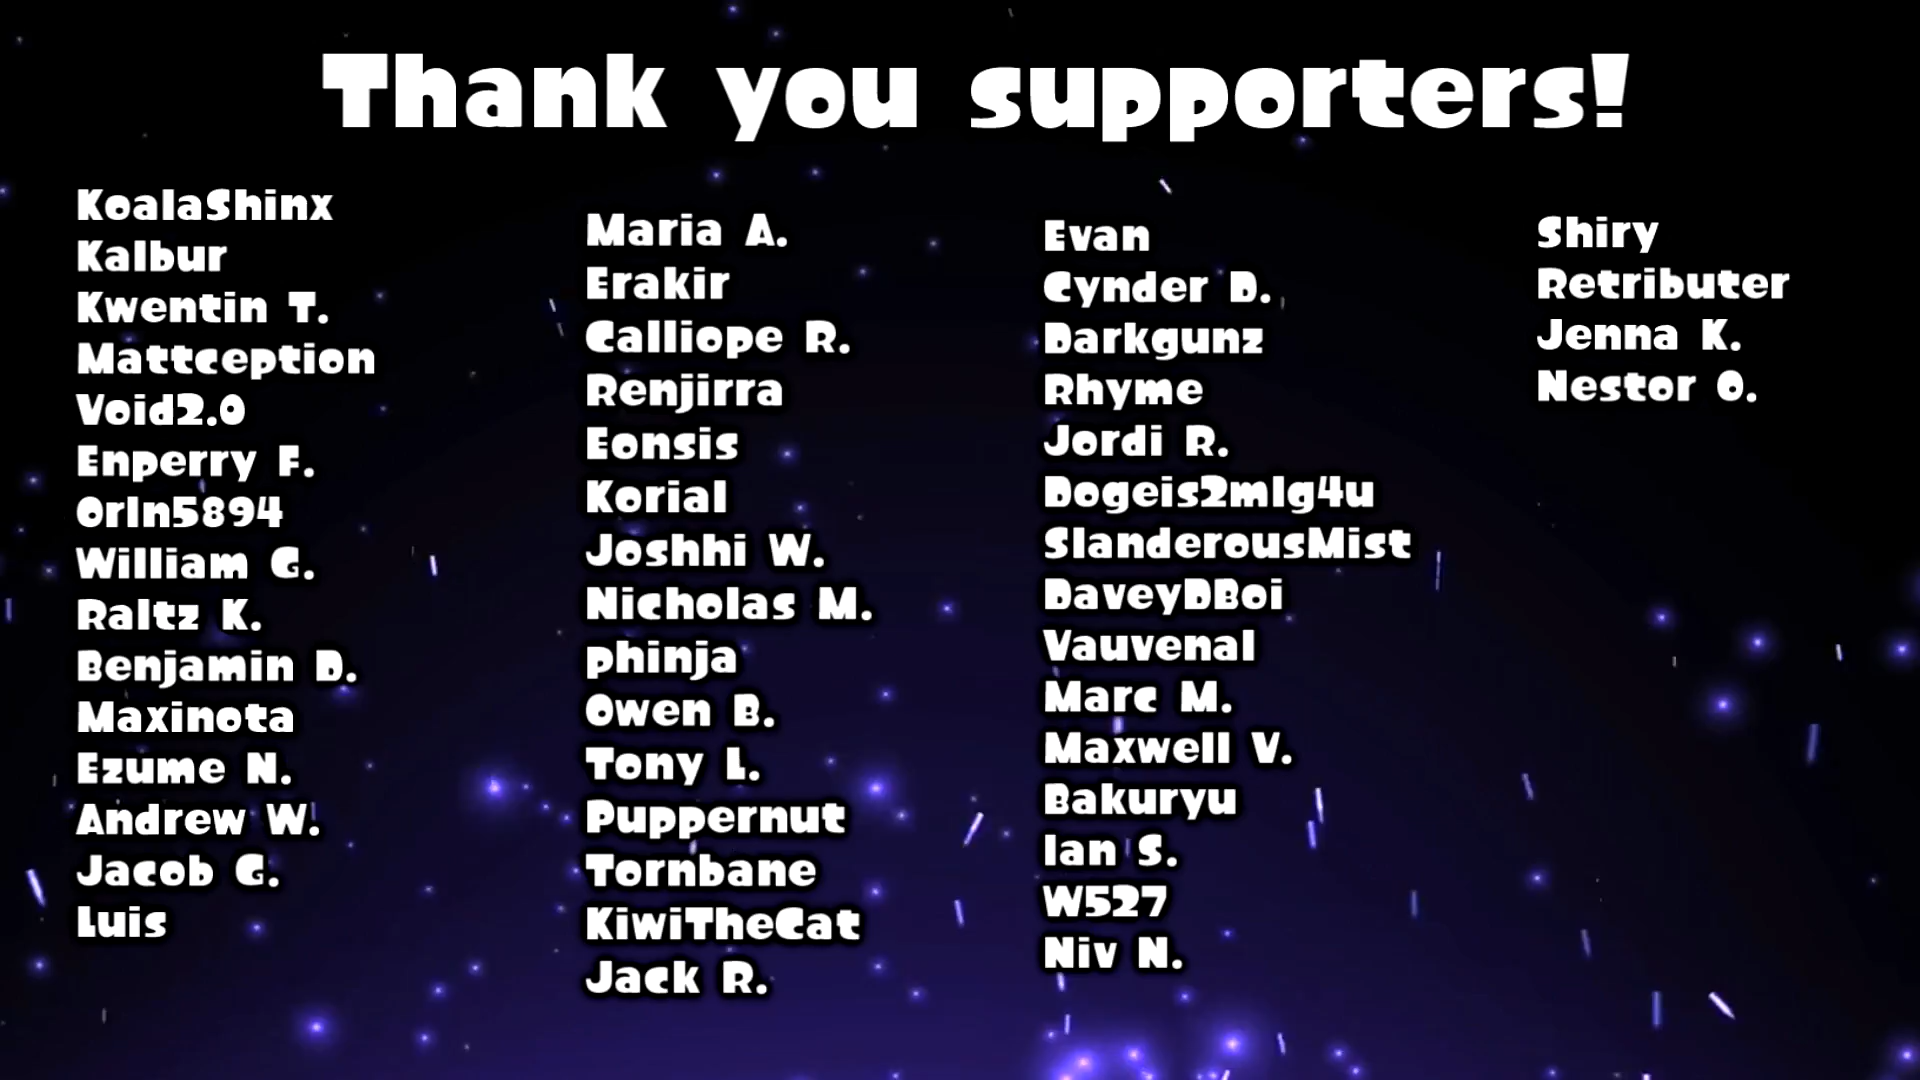 Thank you supporters!
KoalaShinx
Kalbur
Kwentin T.
Mattception
Void2.0
Enperry F.
Orln5894
William G.
Raltz K.
Benjamin D.
Maxinota
Ezume N.
Andrew W.
Jacob G.
Luis
Maria A.
Erakir
Calliope R.
Renjirra
Eonsis
Korial
Joshhi W.
Nicholas M.
phinja
Owen B.
Tony L.
Puppernut
Tornbane
KiwiTheCat
Jack R.
Evan
Cynder D.
Darkgunz
Rhyme
Jordi R.
Dogeis2mlg4u
SlanderousMist
DaveyDBoi
Vauvenal
Marc M.
Maxwell V.
Bakuryu
Ian S.
W527
Niv N.
Shiry
Retributer
Jenna K.
Nestor O.